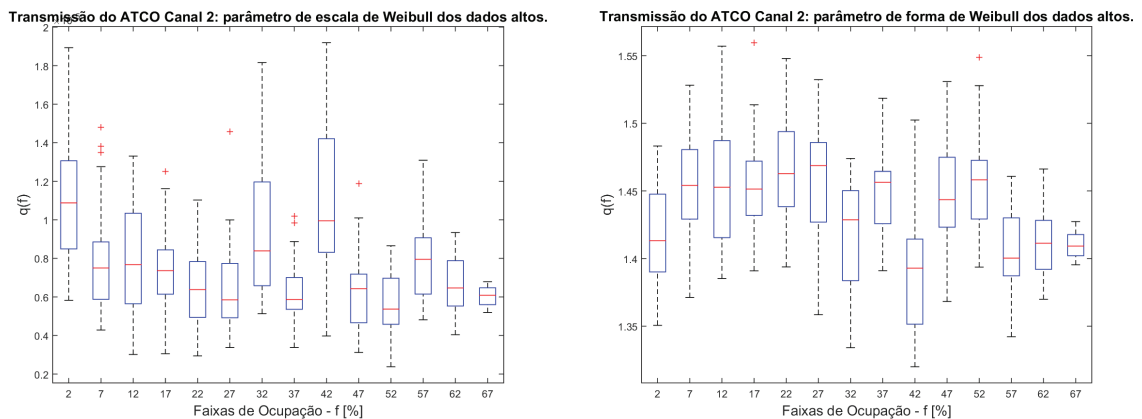 Transmissão do ATCO Canal 2: parâmetro de escala de Weibull dos dados altos.
2
1.8
1.6
1.4
1.2
1
0.8
0.6
0.4
0.2
q(f)
2 7 12 17 22 27 32 37 42 47 52 57 62 67
Faixas de Ocupação - f [%]
Transmissão do ATCO Canal 2: parâmetro de forma de Weibull dos dados altos.
1.55
1.5
1.45
1.4
1.35
q(f)
2 7 12 17 22 27 32 37 42 47 52 57 62 67
Faixas de Ocupação - f [%]